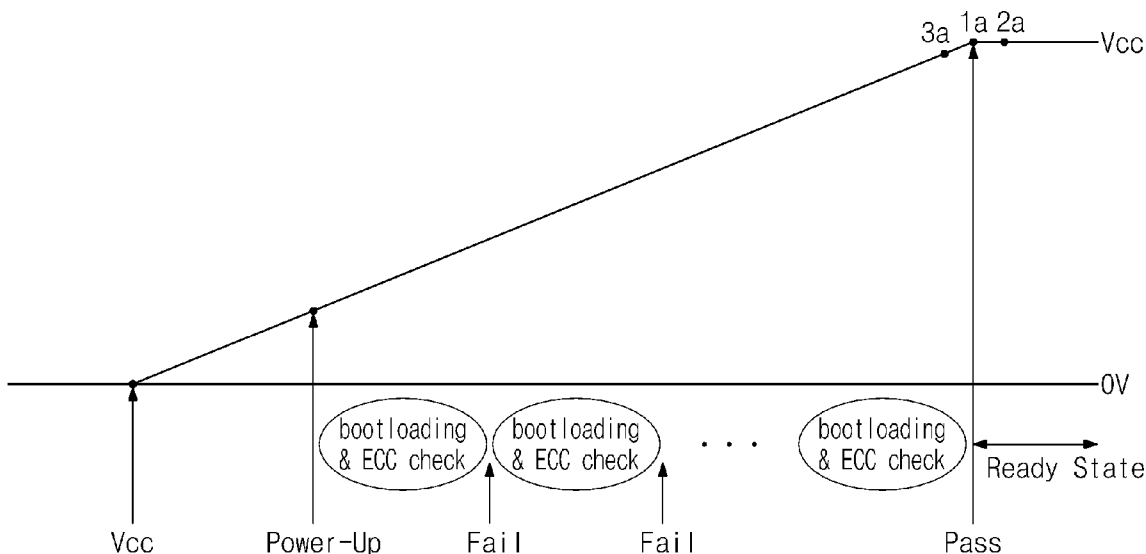 3a 1a 2a
Vcc
0V
bootloading
& ECC check
bootloading
& ECC check
. . .
bootloading
& ECC check
Ready State
Vcc
Power-Up
Fail
Fail
Pass